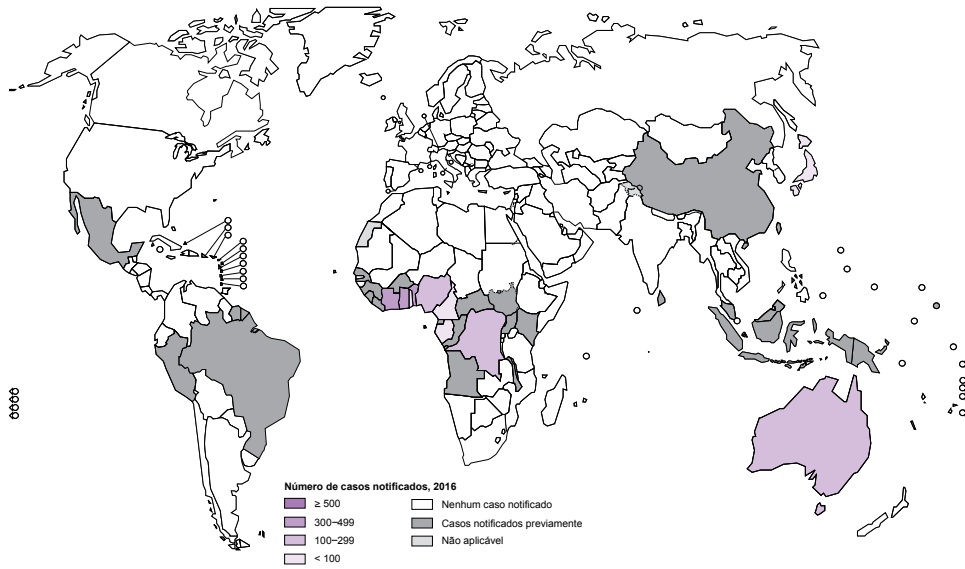 Número de casos notificados, 2016
≥ 500
300–499
100–299
< 100
Nenhum caso notificado
Casos notificados previamente
Não aplicável